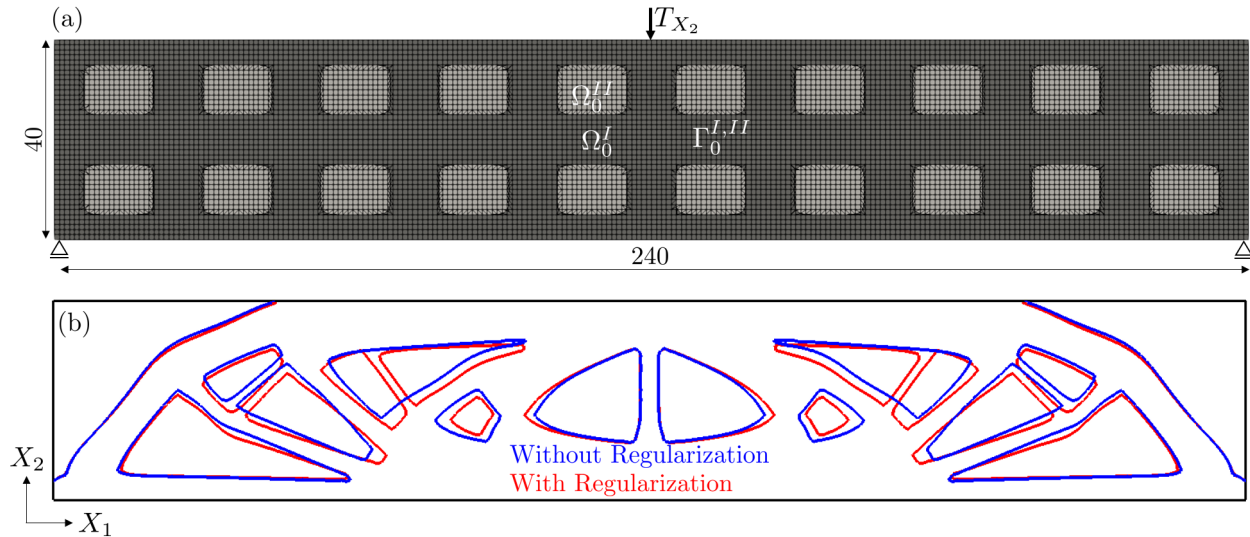 (a)
T_{X_2}
Ω_0^{II}
Ω_0^{I}
Γ_0^{I,II}
40
240
(b)
Without Regularization
With Regularization
X_2
X_1